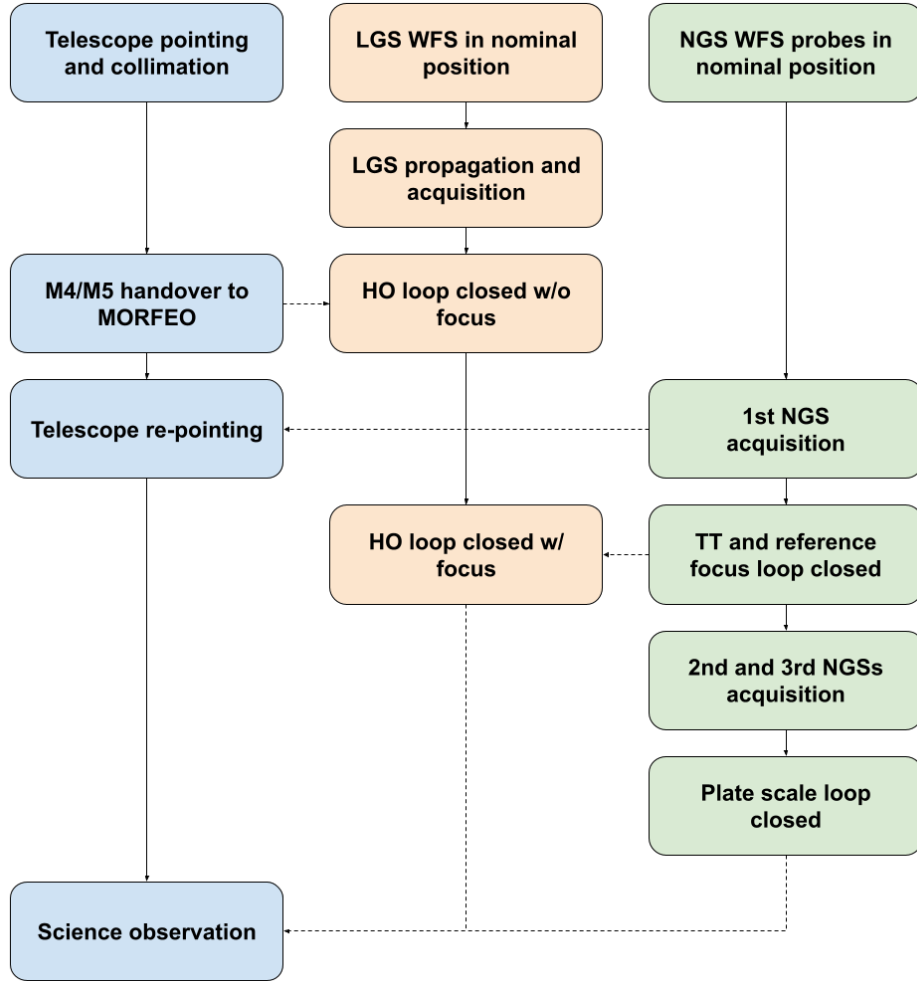 Telescope pointing
and collimation
LGS WFS in nominal
position
NGS WFS probes in
nominal position
LGS propagation and
acquisition
M4/M5 handover to
MORFEO
HO loop closed w/o
focus
Telescope re-pointing
1st NGS
acquisition
HO loop closed w/
focus
TT and reference
focus loop closed
2nd and 3rd NGSs
acquisition
Plate scale loop
closed
Science observation